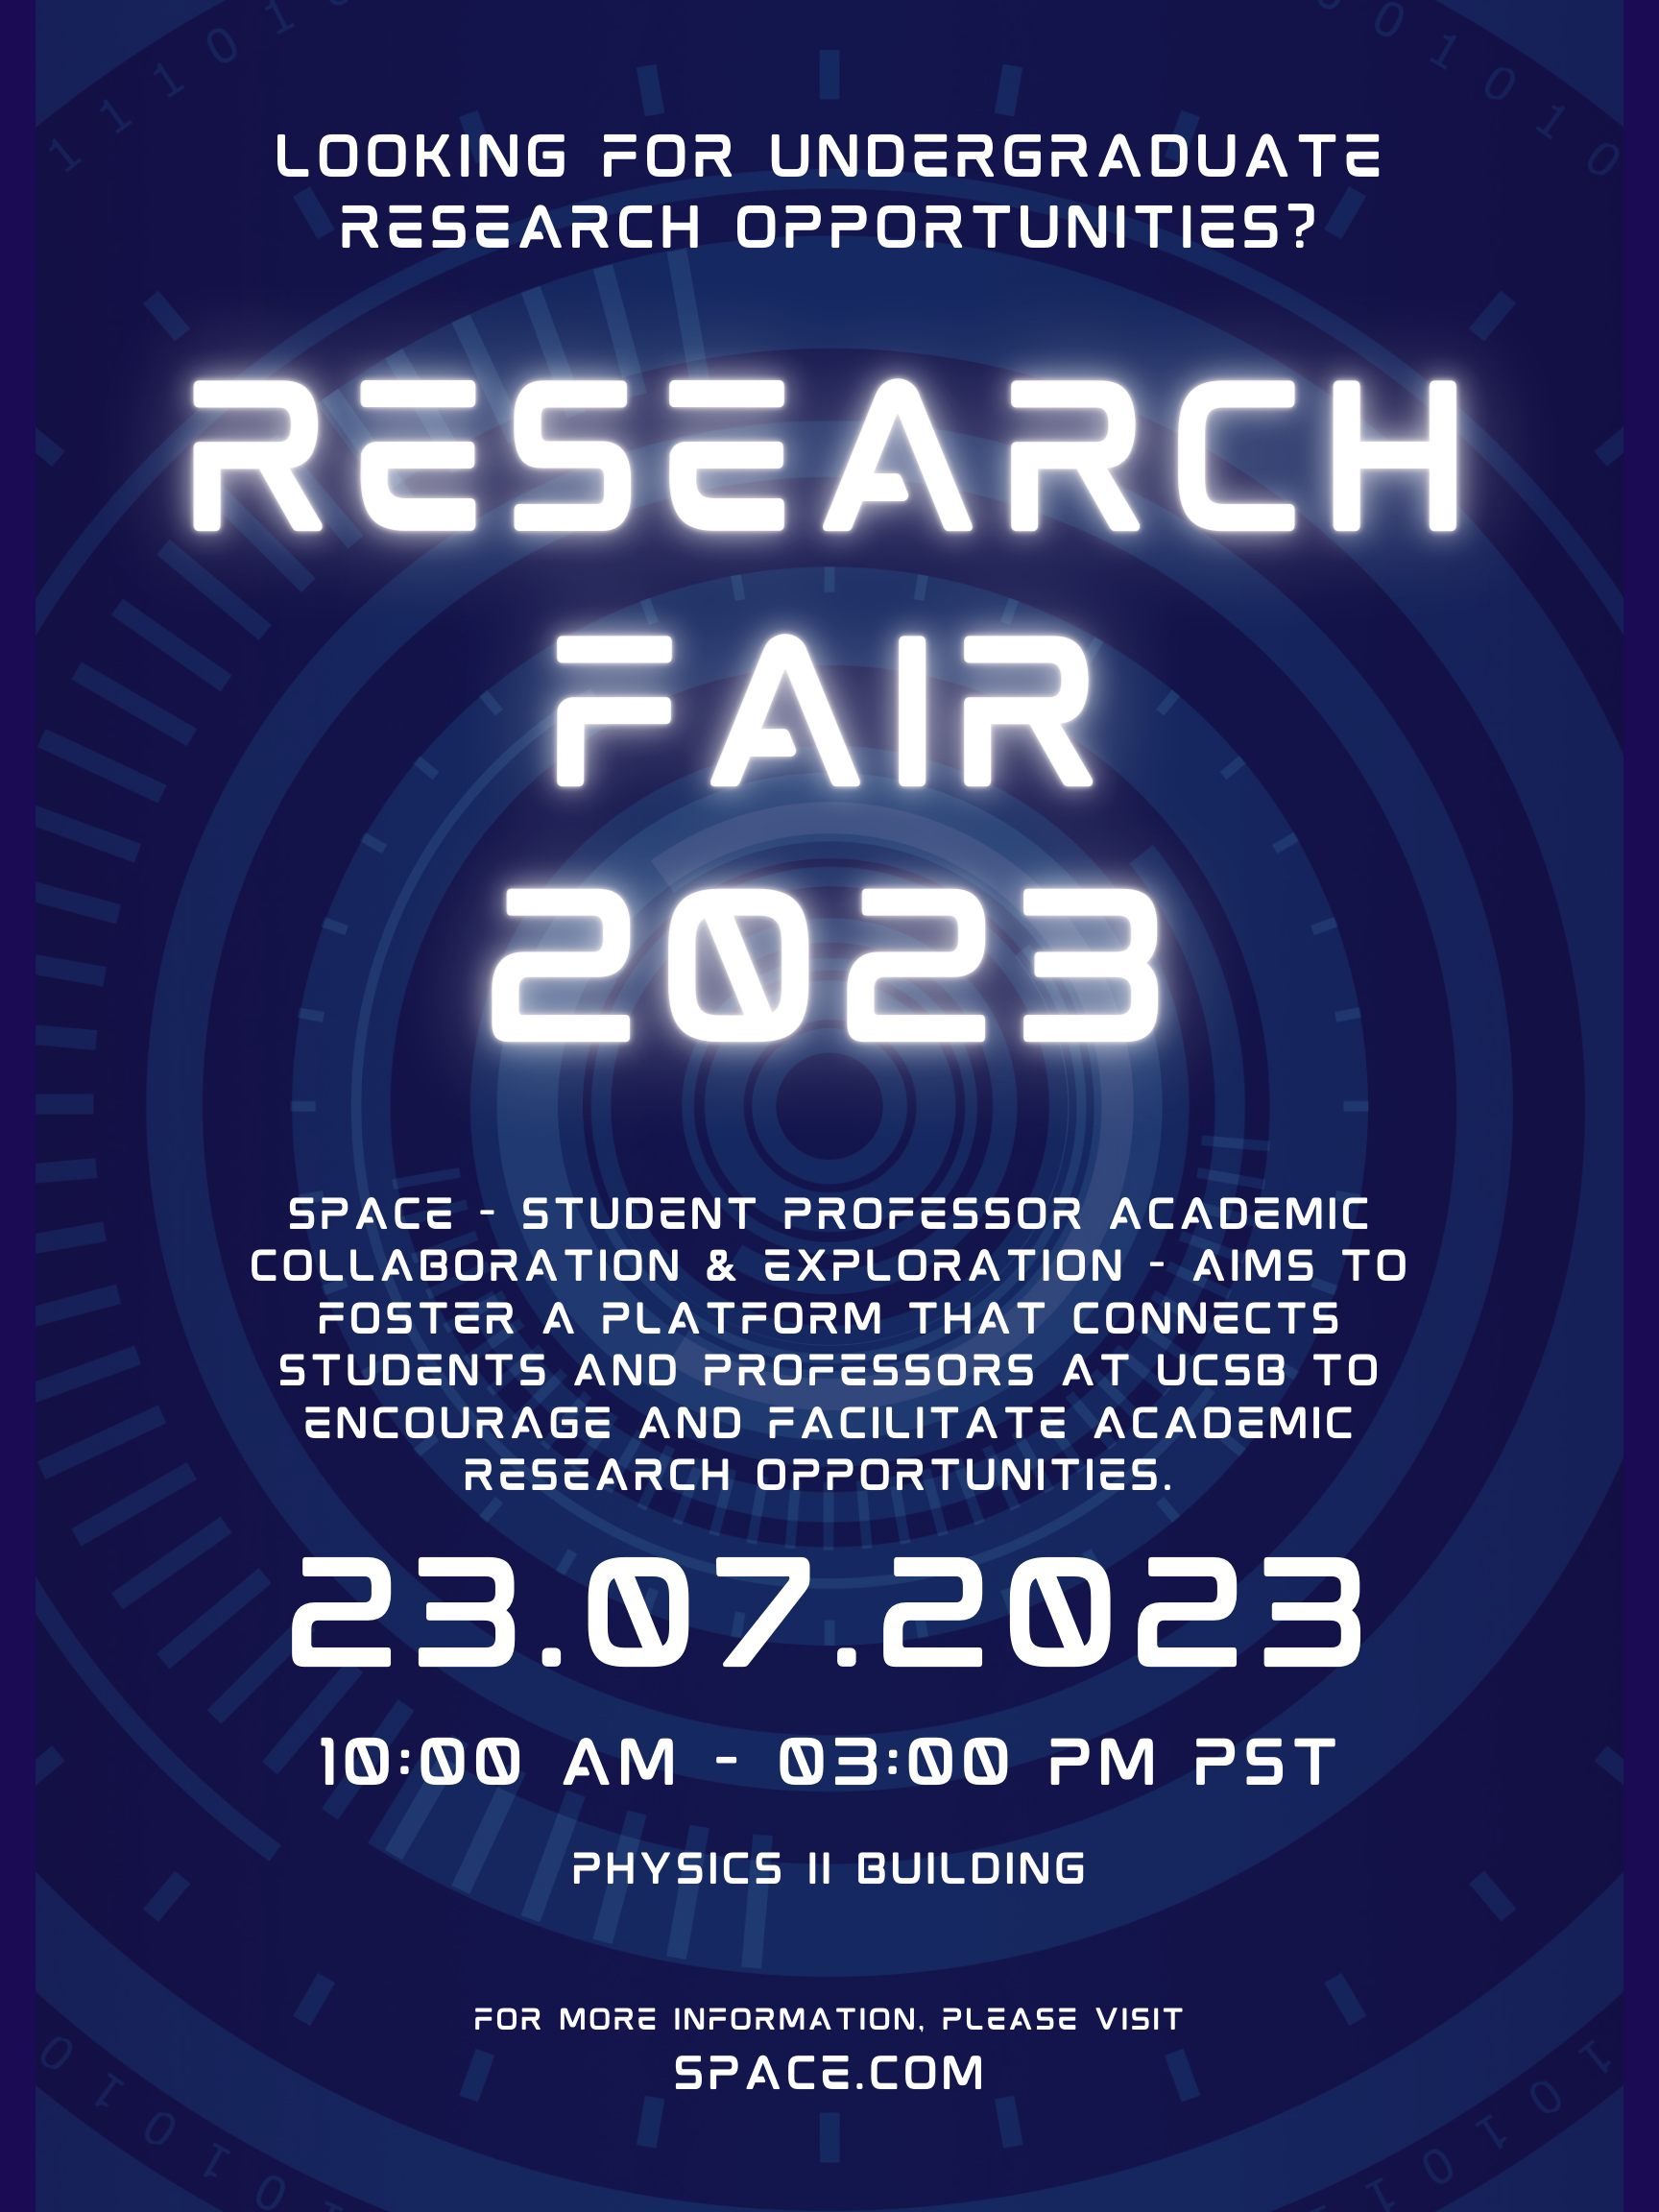 LOOKING FOR UNDERGRADUATE
RESEARCH OPPORTUNITIES?
RESEARCH
FAIR
2023
SPACE - STUDENT PROFESSOR ACADEMIC
COLLABORATION & EXPLORATION - AIMS TO
FOSTER A PLATFORM THAT CONNECTS
STUDENTS AND PROFESSORS AT UCSB TO
ENCOURAGE AND FACILITATE ACADEMIC
RESEARCH OPPORTUNITIES.
23.07.2023
10:00 AM - 03:00 PM PST
PHYSICS II BUILDING
FOR MORE INFORMATION, PLEASE VISIT
SPACE.COM